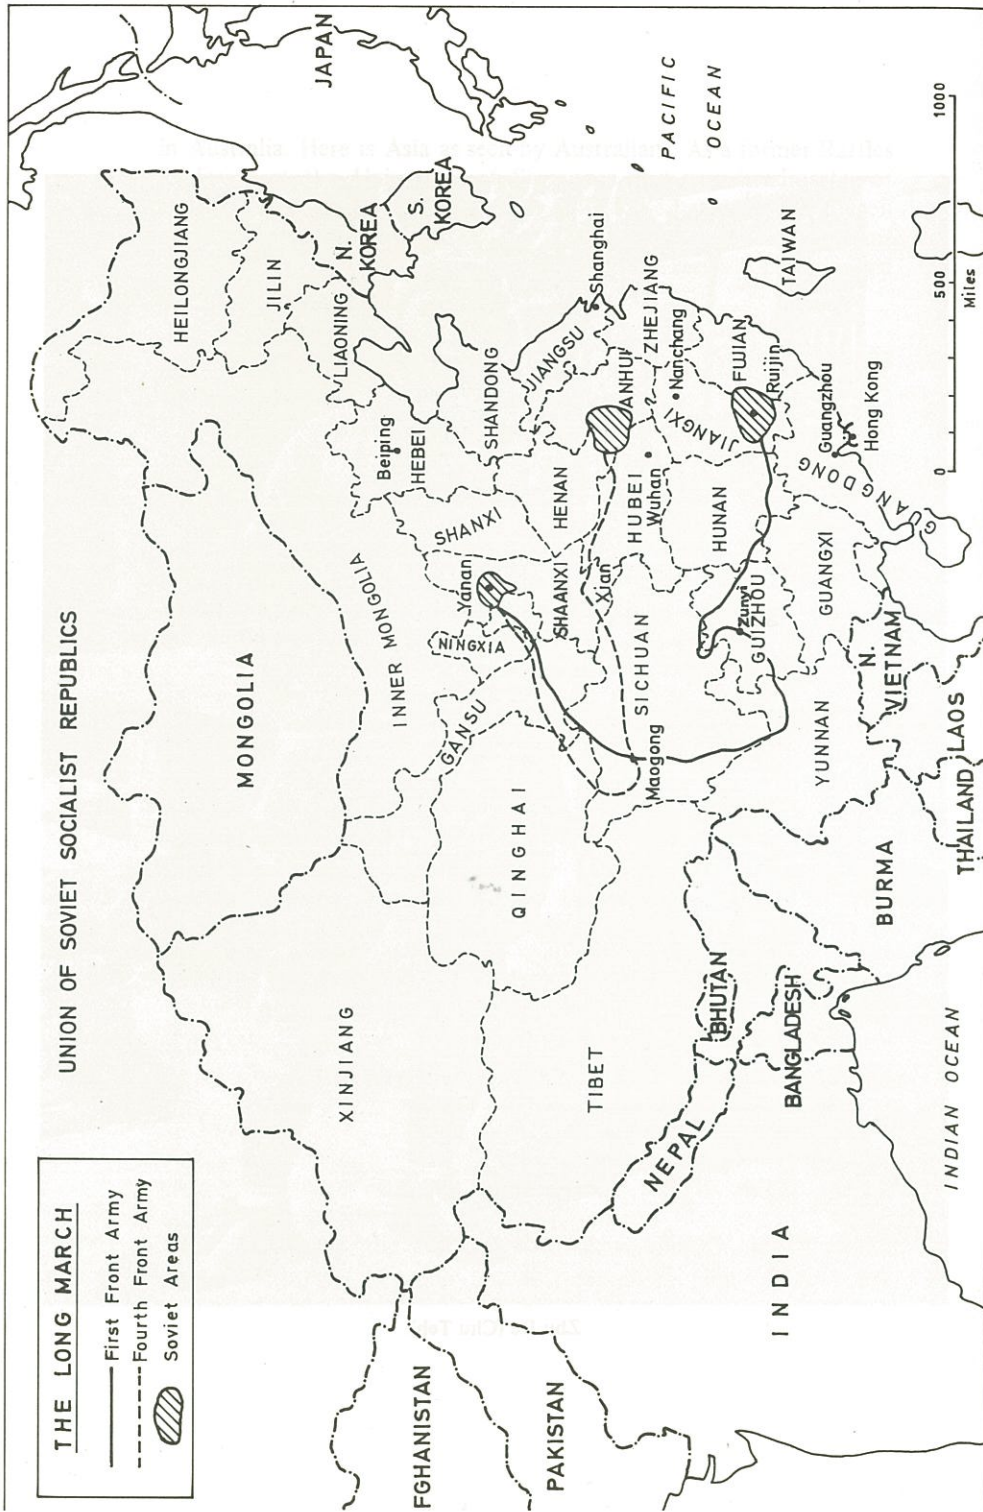 THE LONG MARCH
First Front Army
Fourth Front Army
Soviet Areas
UNION OF SOVIET SOCIALIST REPUBLICS
MONGOLIA
HEILONGJIANG
JILIN
LIAONING
N.
KOREA
S.
KOREA
JAPAN
INNER MONGOLIA
XINJIANG
Beiping
HEBEI
SHANXI
SHANDONG
Yanan
NINGXIA
GANSU
QINGHAI
SHAANXI
Xian
HENAN
JIANGSU
Shanghai
ANHUI
HUBEI
Wuhan
ZHEJIANG
Nanchang
JIANGXI
FUJIAN
Ruijin
TIBET
SICHUAN
Maogong
HUNAN
Zunyi
GUIZHOU
YUNNAN
GUANGXI
GUANGDONG
Guangzhou
Hong Kong
TAIWAN
PACIFIC
OCEAN
FGHANISTAN
PAKISTAN
NEPAL
BHUTAN
BANGLADESH
INDIA
BURMA
N.
VIETNAM
LAOS
THAILAND
INDIAN OCEAN
0 500 1000
Miles